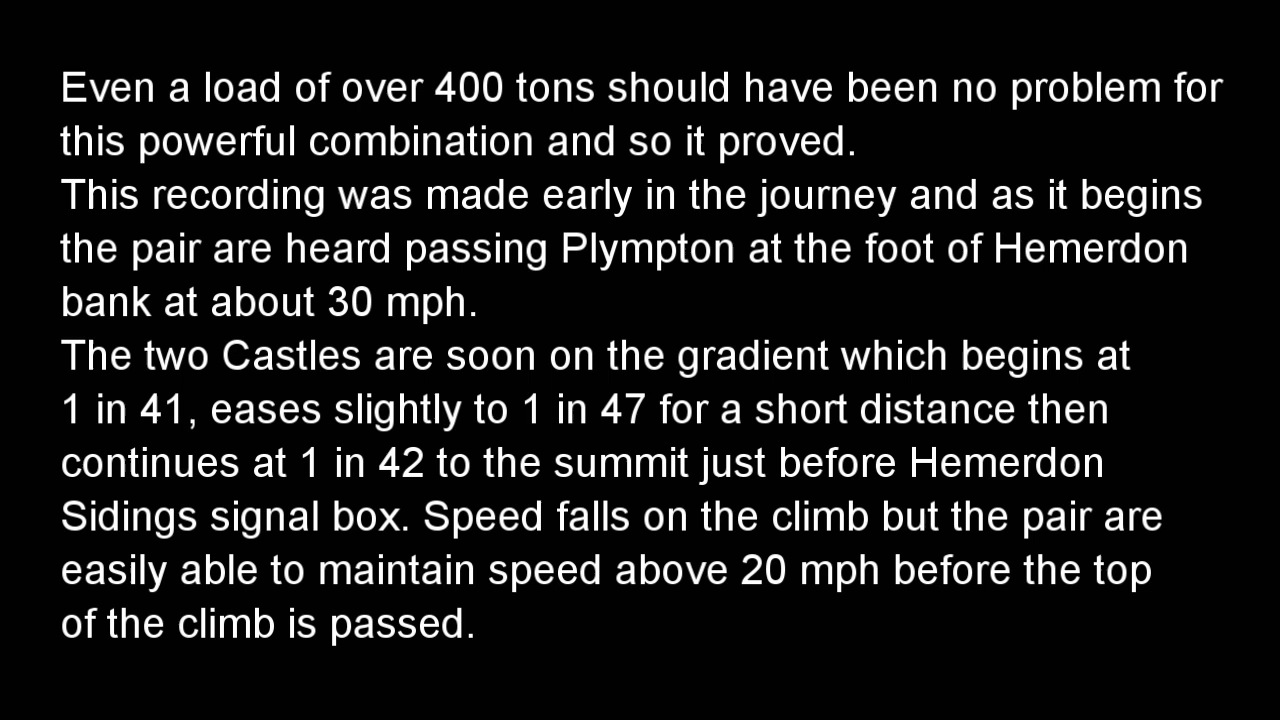 Even a load of over 400 tons should have been no problem for
this powerful combination and so it proved.
This recording was made early in the journey and as it begins
the pair are heard passing Plympton at the foot of Hemerdon
bank at about 30 mph.
The two Castles are soon on the gradient which begins at
1 in 41, eases slightly to 1 in 47 for a short distance then
continues at 1 in 42 to the summit just before Hemerdon
Sidings signal box. Speed falls on the climb but the pair are
easily able to maintain speed above 20 mph before the top
of the climb is passed.